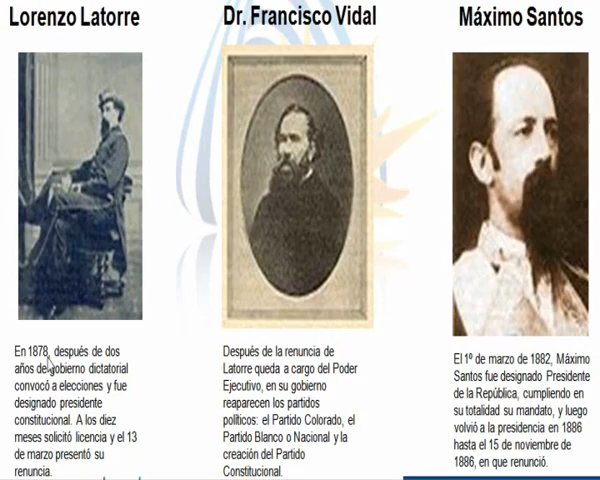 Lorenzo Latorre
Dr. Francisco Vidal
Máximo Santos
En 1878, después de dos
años de gobierno dictatorial
convocó a elecciones y fue
designado presidente
constitucional. A los diez
meses solicitó licencia y el 13
de marzo presentó su
renuncia.
Después de la renuncia de
Latorre queda a cargo del Poder
Ejecutivo, en su gobierno
reaparecen los partidos
políticos: el Partido Colorado, el
Partido Blanco o Nacional y la
creación del Partido
Constitucional.
El 1º de marzo de 1882, Máximo
Santos fue designado Presidente
de la República, cumpliendo en
su totalidad su mandato, y luego
volvió a la presidencia en 1886
hasta el 15 de noviembre de
1886, en que renunció.